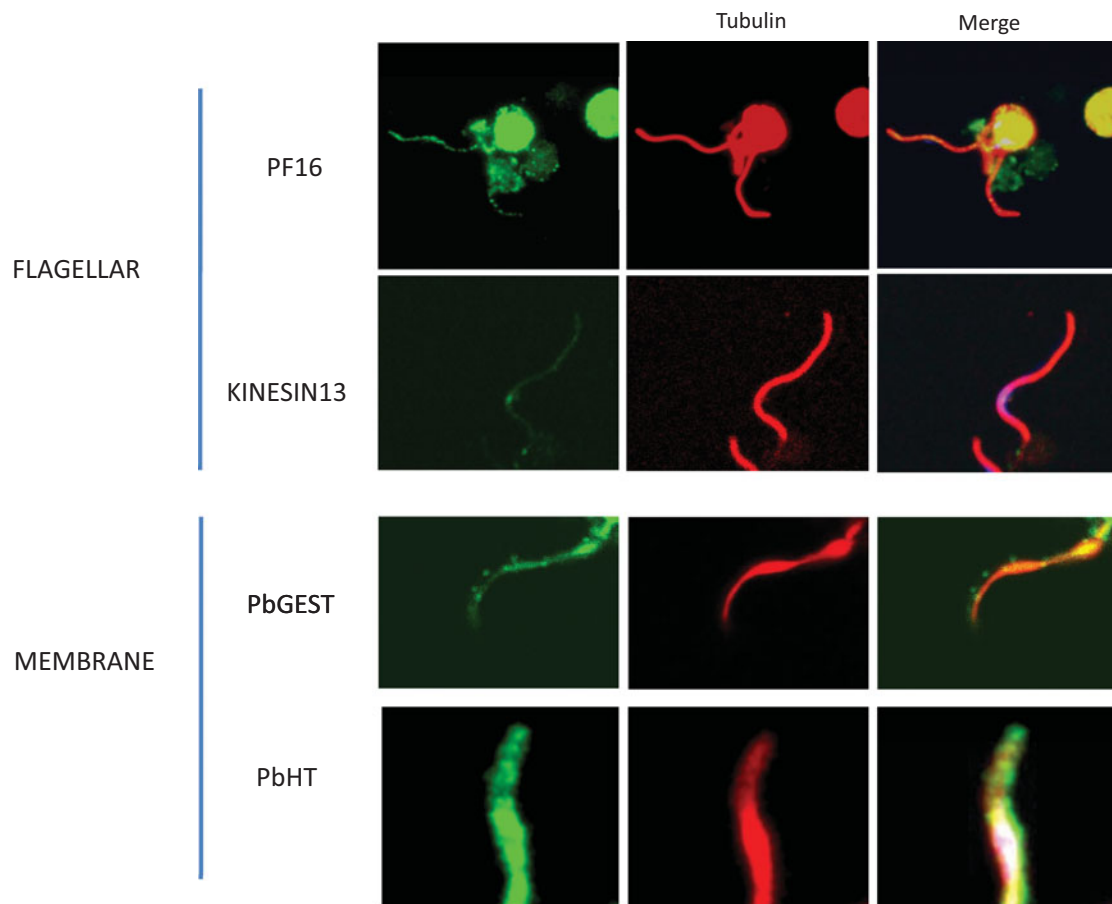 Tubulin Merge
PF16
FLAGELLAR
KINESIN13
PbGEST
MEMBRANE
PbHT